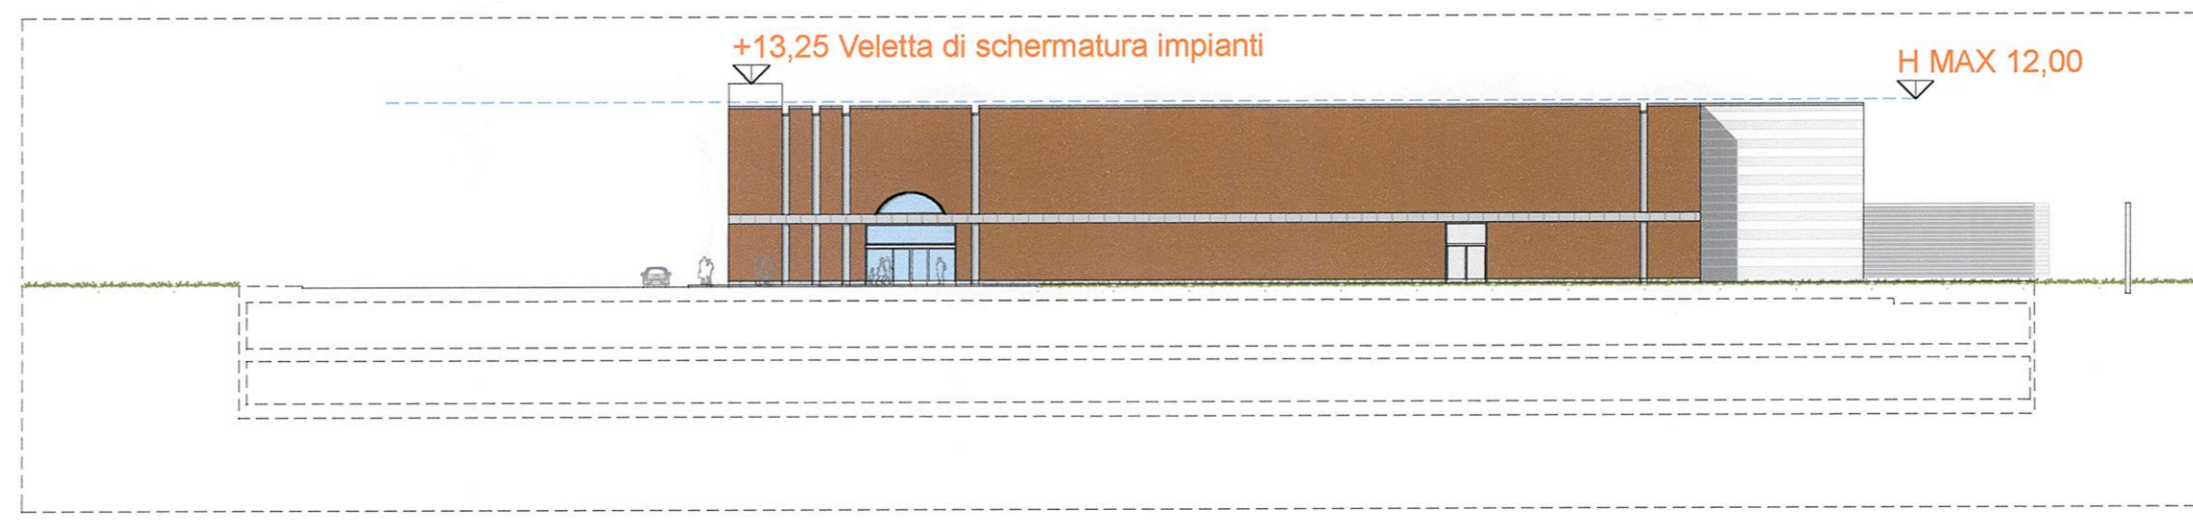 +13,25 Veletta di schermatura impianti
H MAX 12,00